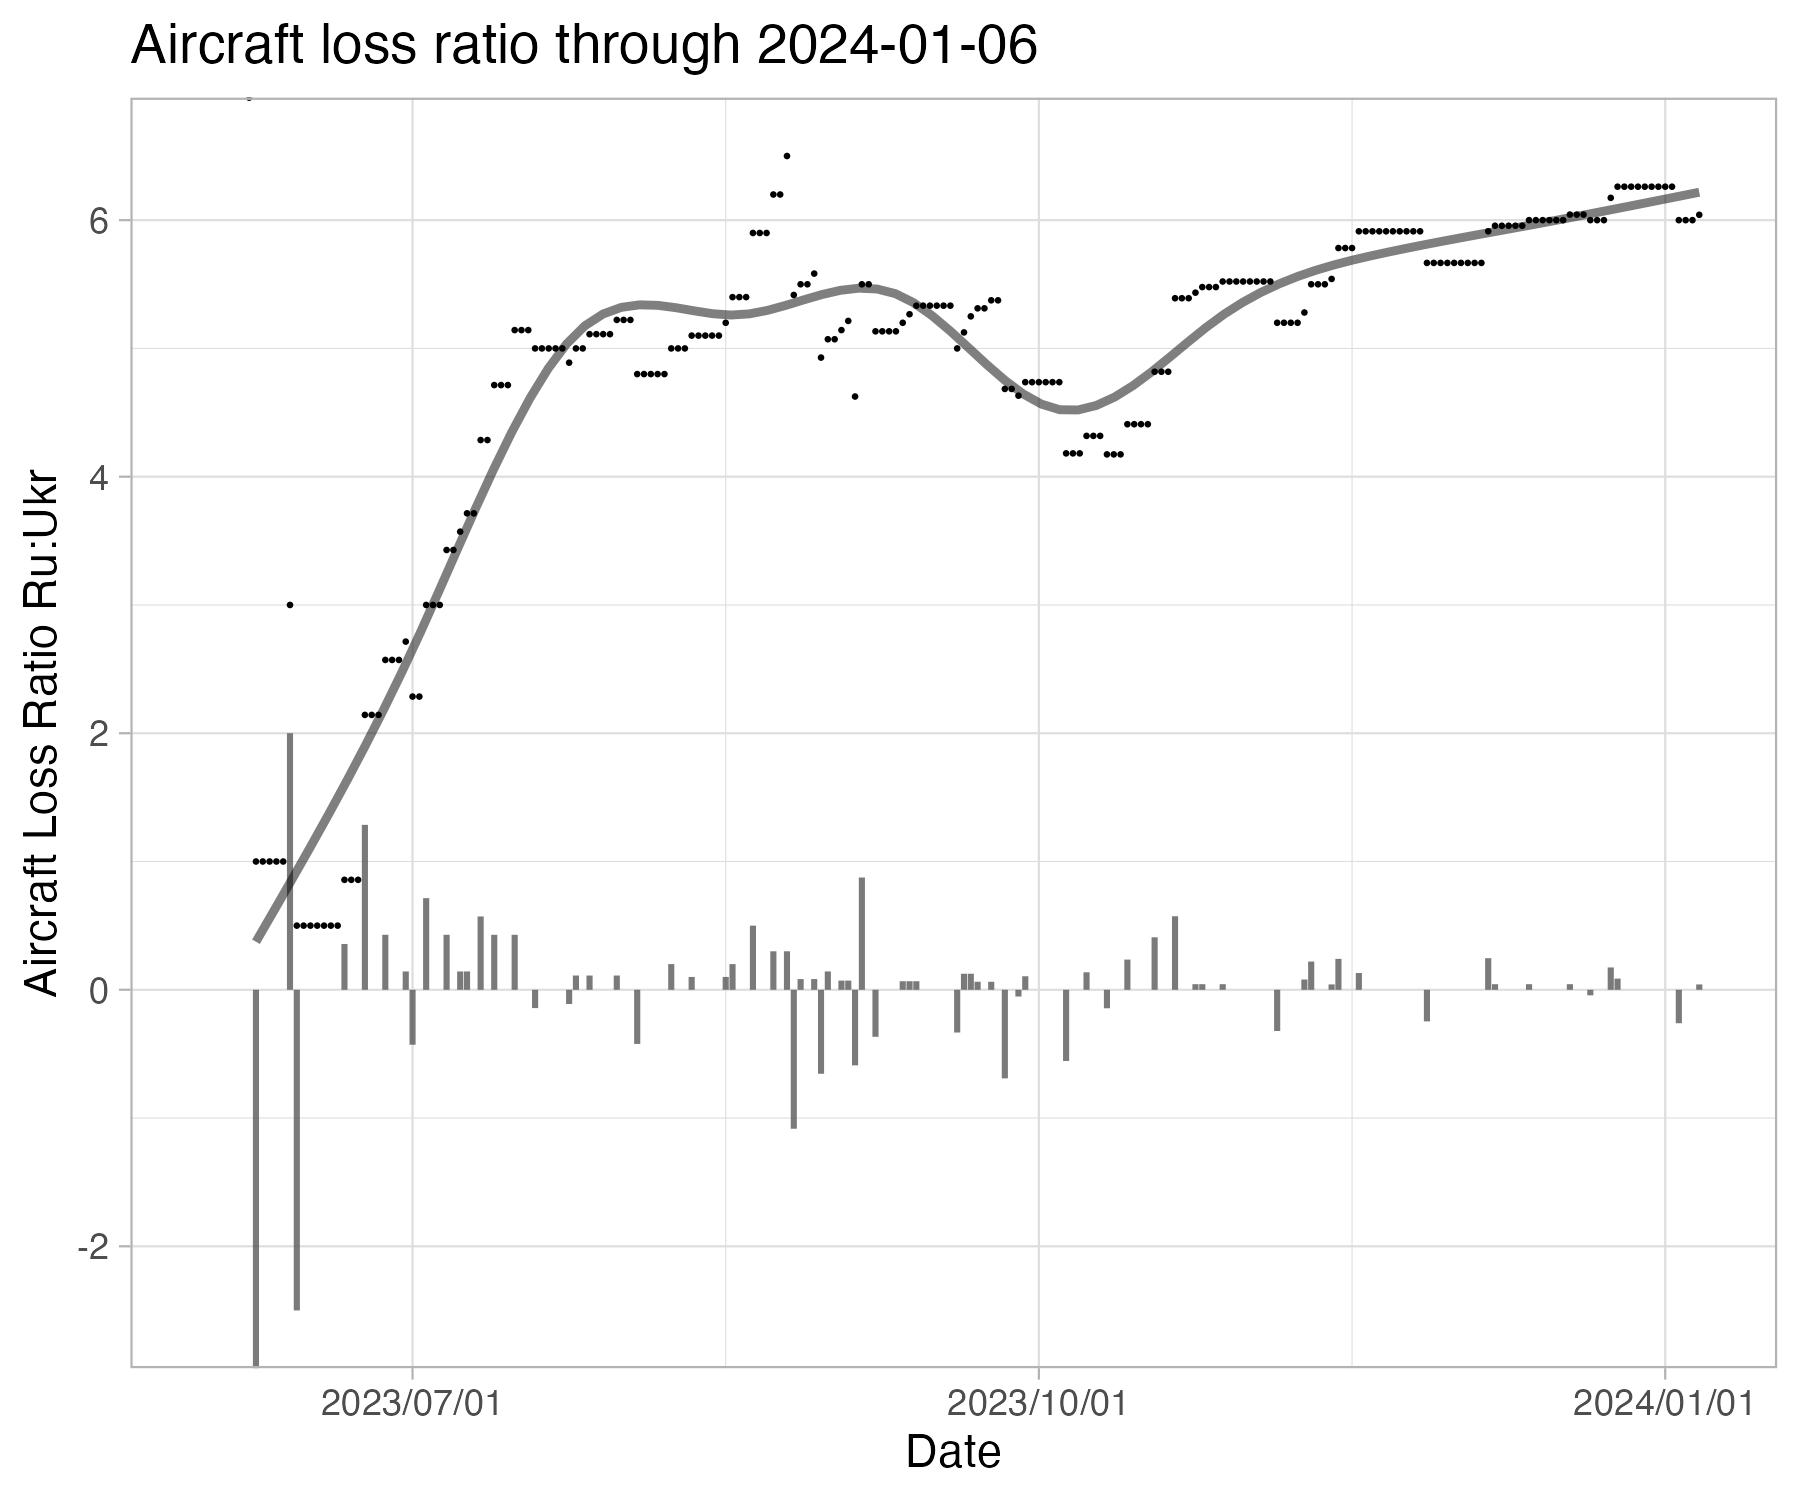 Aircraft loss ratio through 2024-01-06
Aircraft Loss Ratio Ru:Ukr
6
4
2
0
-2
2023/07/01
2023/10/01
2024/01/01
Date